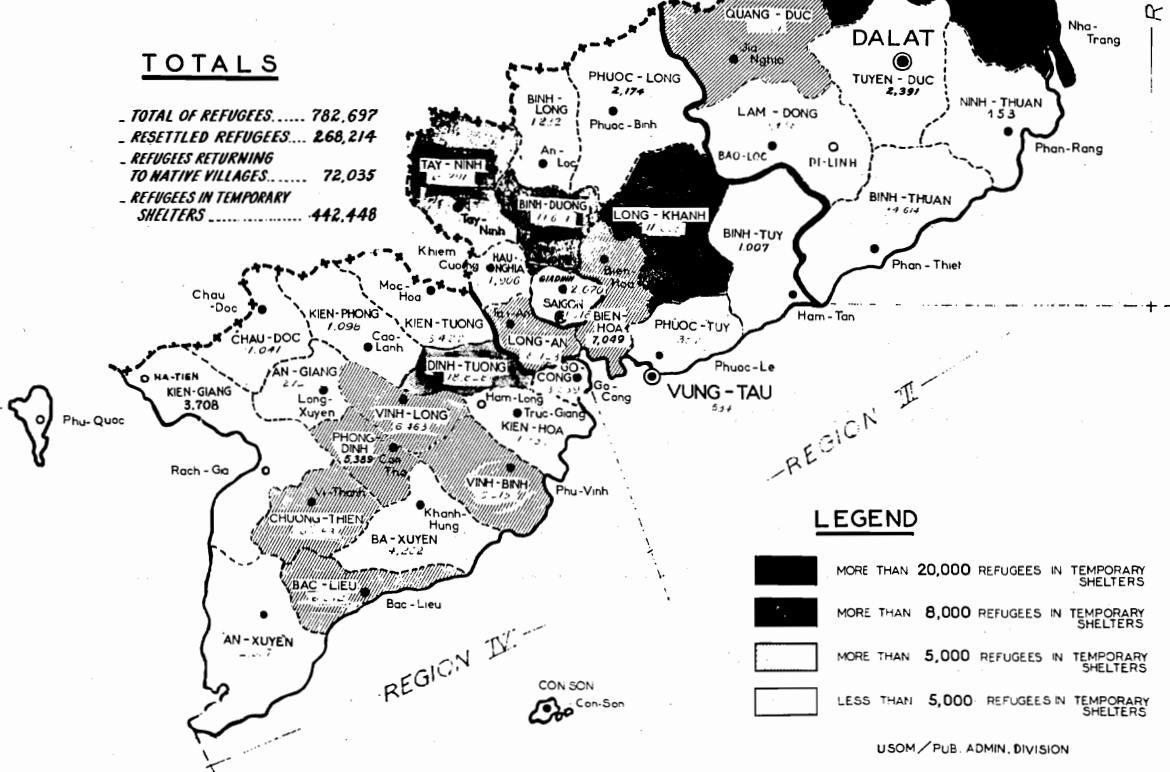 R
TOTALS
- TOTAL OF REFUGEES...... 782,697
- RESETTLED REFUGEES.... 268,214
- REFUGEES RETURNING
TO NATIVE VILLAGES........ 72,035
- REFUGEES IN TEMPORARY
SHELTERS ................ 442,448
QUANG - DUC
Gia
Nghia
DALAT
TUYEN - DUC
2,391
Nha-
Trang
PHUOC - LONG
2,174
Phuoc-Binh
BINH-
LONG
An-
Loc
LAM - DONG
BAO-LOC
DI-LINH
NINH - THUAN
153
Phan-Rang
TAY-NINH
Tay-
Ninh
BINH-DUONG
LONG - KHANH
BINH-TUY
1.007
BINH-THUAN
Phan-Thiet
Khiem
Cuong
HAU-
NGHIA
1,906
GIADINH
2,070
SAIGON
Bien-
Hoa
BIEN-
HOA
7,049
Ham-Tan
Chau
Doc
CHAU-DOC
1.041
KIEN-PHONG
1.098
Moc-
Hoa
Cao-
Lanh
KIEN-TUONG
Tan-An
LONG-AN
PHUOC-TUY
Phuoc-Le
VUNG-TAU
HA-TIEN
KIEN-GIANG
3.708
AN-GIANG
Long-
Xuyen
DINH-TUONG
GO-
CONG
Go-
Cong
Phu-Quoc
VINH-LONG
Ham-Long
Truc-Giang
KIEN-HOA
REGION III
PHONG-
DINH
5,389
Can
Tho
Rach-Gia
Vi-Thanh
VINH-BINH
Phu-Vinh
CHUONG-THIEN
Khanh-
Hung
BA-XUYEN
BAC-LIEU
Bac-Lieu
AN-XUYEN
REGION IV
CON SON
Con-Son
LEGEND
MORE THAN 20,000 REFUGEES IN TEMPORARY
SHELTERS
MORE THAN 8,000 REFUGEES IN TEMPORARY
SHELTERS
MORE THAN 5,000 REFUGEES IN TEMPORARY
SHELTERS
LESS THAN 5,000 REFUGEES IN TEMPORARY
SHELTERS
USOM/PUB. ADMIN. DIVISION